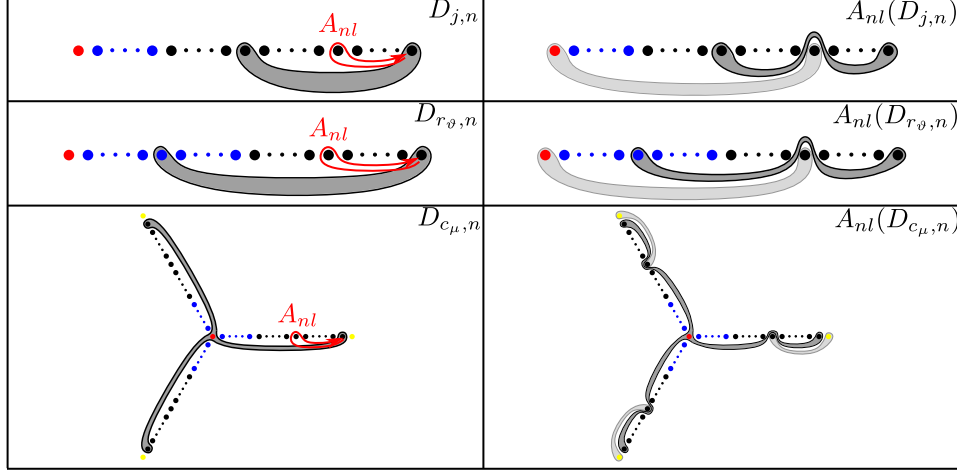 D_{j,n}
A_{nl}
A_{nl}(D_{j,n})
D_{r_ϑ,n}
A_{nl}
A_{nl}(D_{r_ϑ,n})
D_{c_μ,n}
A_{nl}
A_{nl}(D_{c_μ,n})